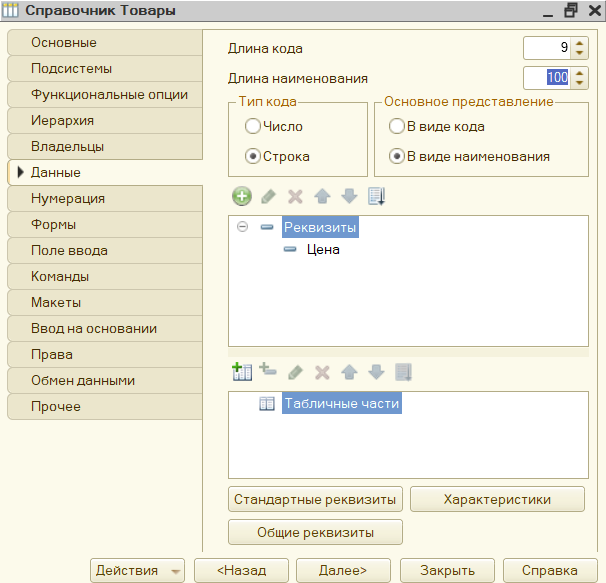 Справочник Товары
Основные
Подсистемы
Функциональные опции
Иерархия
Владельцы
Данные
Нумерация
Формы
Поле ввода
Команды
Макеты
Ввод на основании
Права
Обмен данными
Прочее
Длина кода 9
Длина наименования 100
Тип кода
Число
Строка
Основное представление
В виде кода
В виде наименования
Реквизиты
Цена
Табличные части
Стандартные реквизиты Характеристики
Общие реквизиты
Действия <Назад Далее> Закрыть Справка